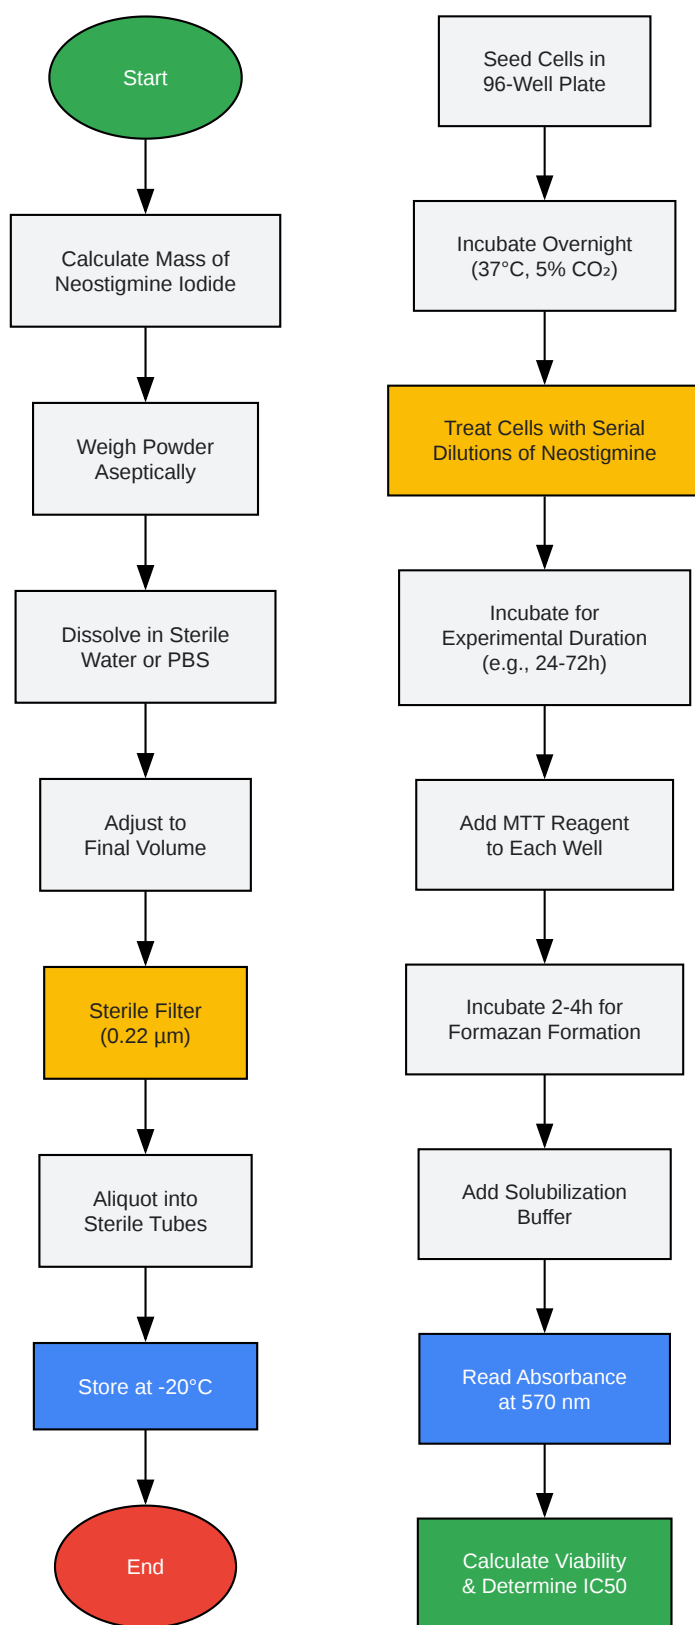 Start
Calculate Mass of
Neostigmine Iodide
Weigh Powder
Aseptically
Dissolve in Sterile
Water or PBS
Adjust to
Final Volume
Sterile Filter
(0.22 µm)
Aliquot into
Sterile Tubes
Store at -20°C
End
Seed Cells in
96-Well Plate
Incubate Overnight
(37°C, 5% CO₂)
Treat Cells with Serial
Dilutions of Neostigmine
Incubate for
Experimental Duration
(e.g., 24-72h)
Add MTT Reagent
to Each Well
Incubate 2-4h for
Formazan Formation
Add Solubilization
Buffer
Read Absorbance
at 570 nm
Calculate Viability
& Determine IC50